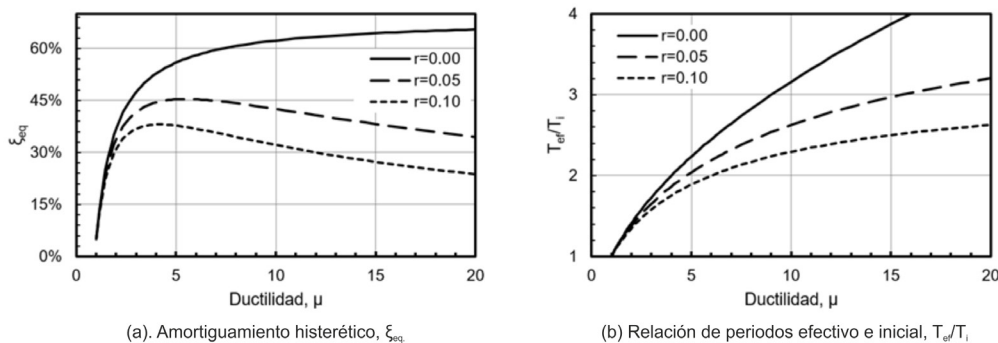 60%
45%
30%
15%
0%
ξeq
0 5 10 15 20
Ductilidad, μ
r=0.00
r=0.05
r=0.10
(a). Amortiguamiento histerético, ξeq.
4
3
2
1
Tef/Ti
0 5 10 15 20
Ductilidad, μ
r=0.00
r=0.05
r=0.10
(b) Relación de periodos efectivo e inicial, Tef/Ti